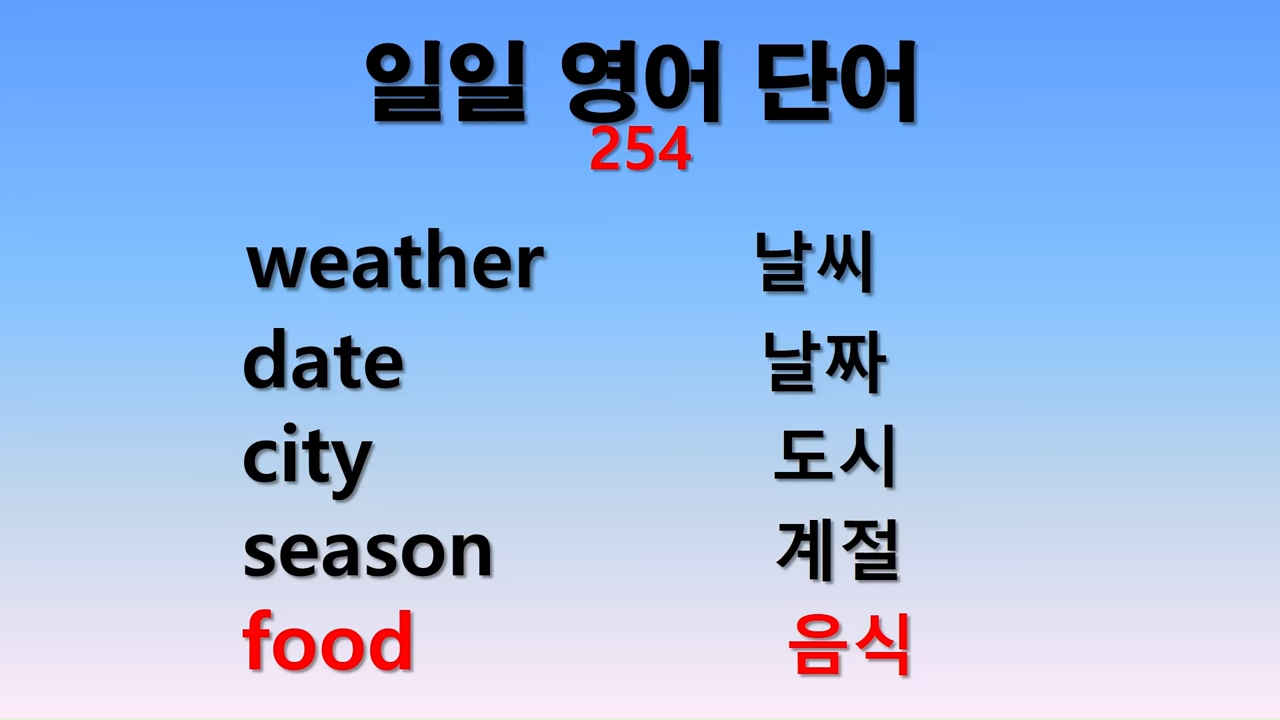 일일 영어 단어
254
weather 날씨
date 날짜
city 도시
season 계절
food 음식